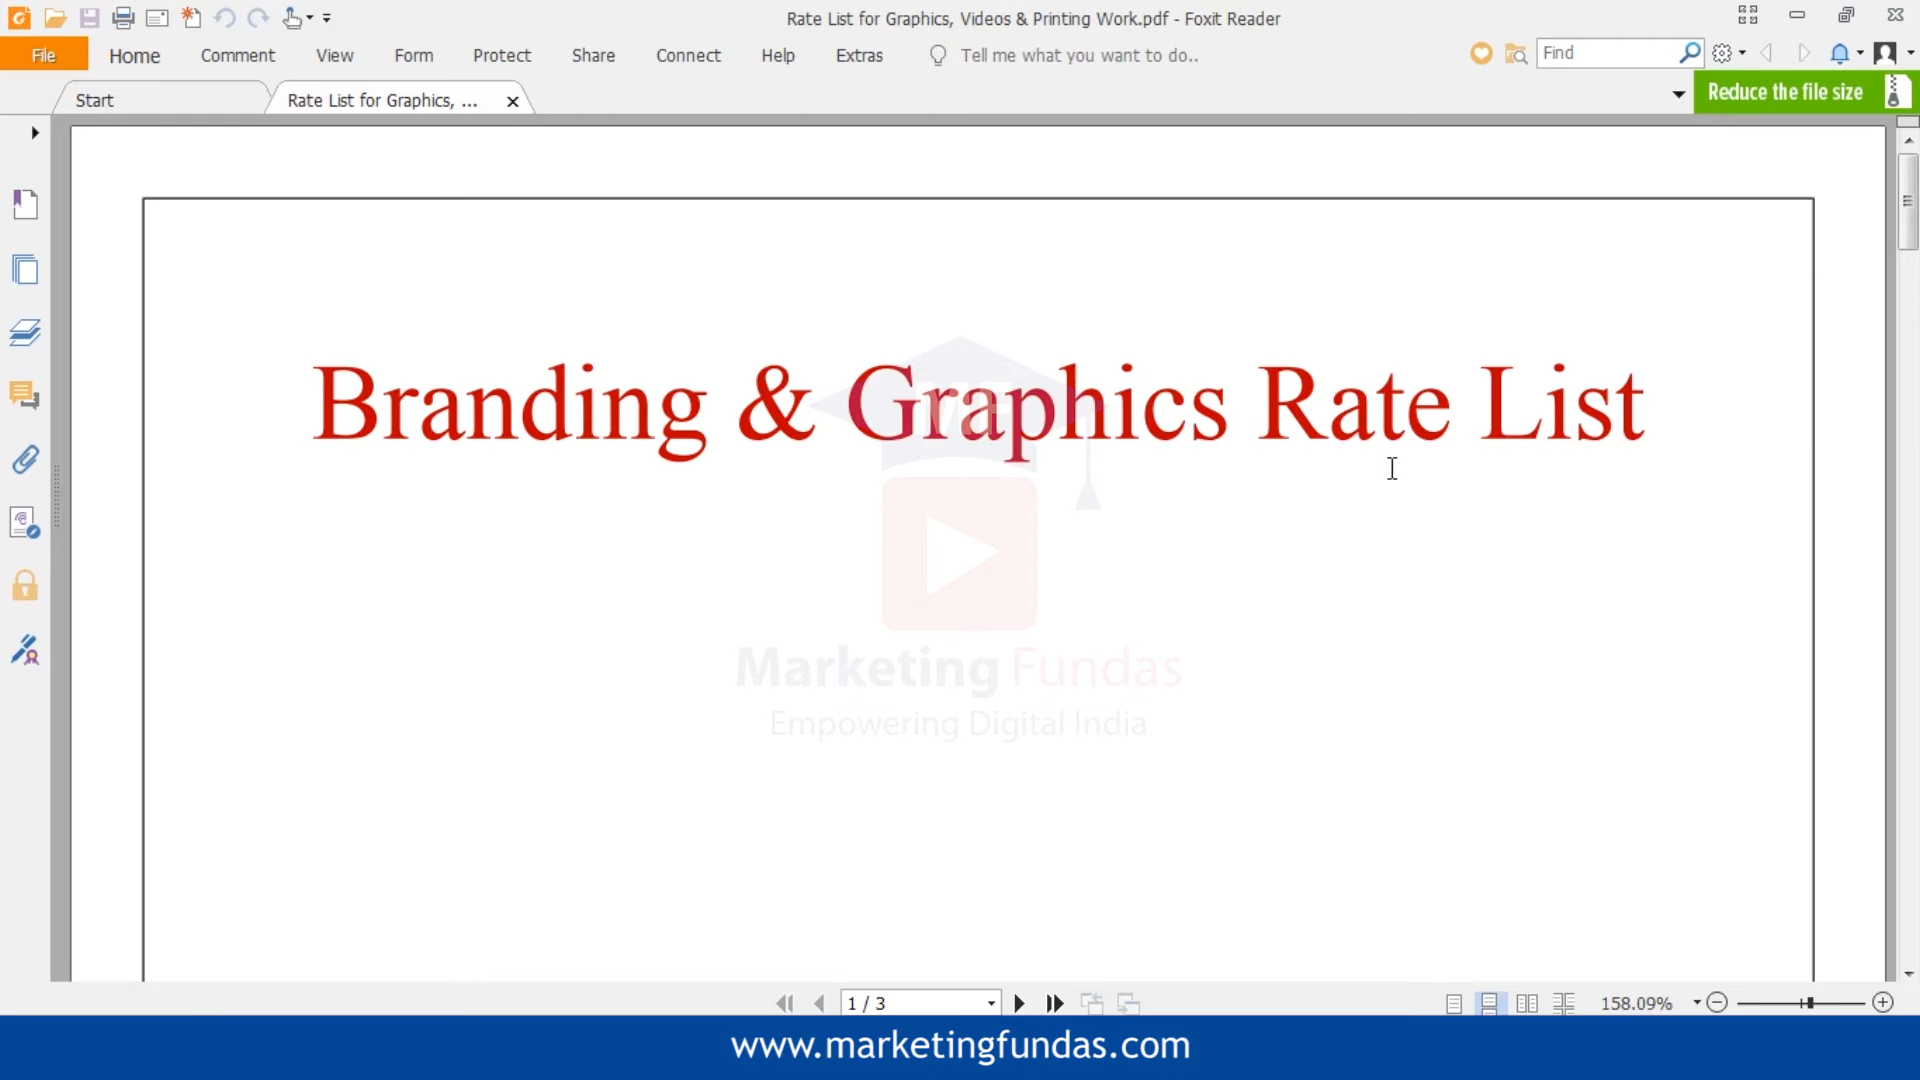 Rate List for Graphics, Videos & Printing Work.pdf - Foxit Reader
File Home Comment View Form Protect Share Connect Help Extras Tell me what you want to do.. Find
Start Rate List for Graphics, ... Reduce the file size
Branding & Graphics Rate List
Marketing Fundas
Empowering Digital India
1 / 3 158.09%
www.marketingfundas.com